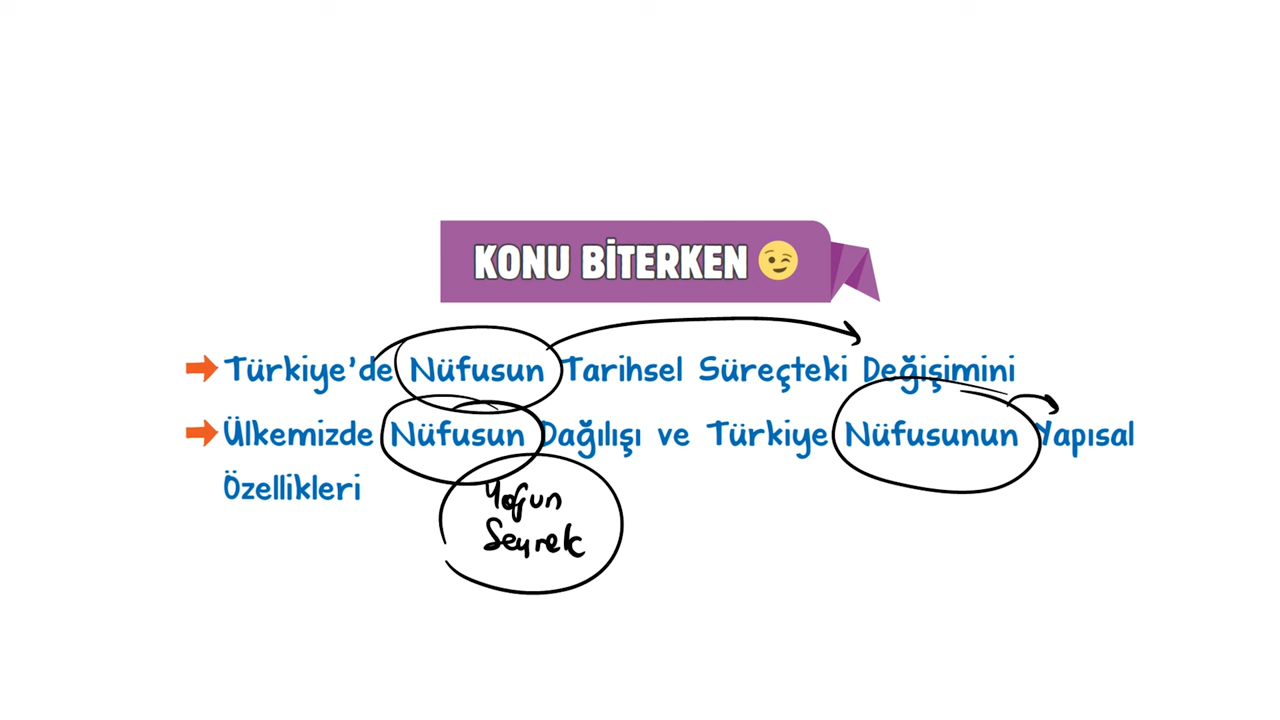 KONU BİTERKEN
Türkiye'de Nüfusun Tarihsel Süreçteki Değişimini
Ülkemizde Nüfusun Dağılışı ve Türkiye Nüfusunun Yapısal
Özellikleri
Yoğun
Seyrek